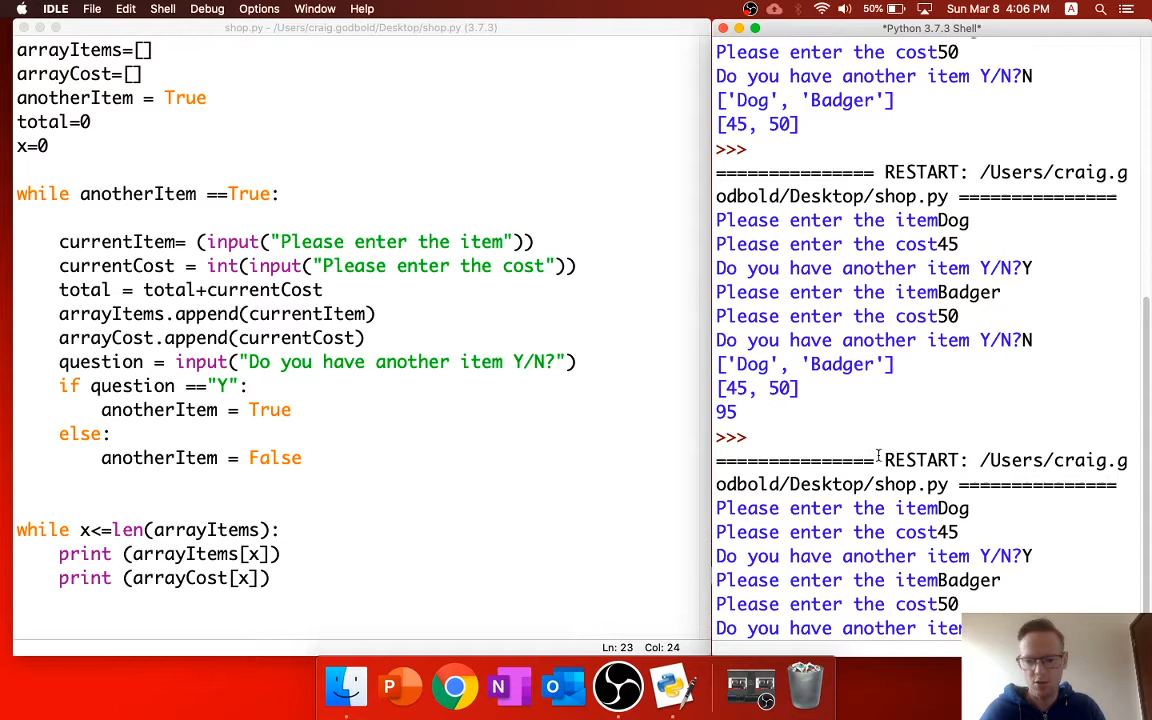 IDLE File Edit Shell Debug Options Window Help 50% Sun Mar 8 4:06 PM A
shop.py - /Users/craig.godbold/Desktop/shop.py (3.7.3)
arrayItems=[]
arrayCost=[]
anotherItem = True
total=0
x=0
while anotherItem ==True:
currentItem= (input("Please enter the item"))
currentCost = int(input("Please enter the cost"))
total = total+currentCost
arrayItems.append(currentItem)
arrayCost.append(currentCost)
question = input("Do you have another item Y/N?")
if question =="Y":
anotherItem = True
else:
anotherItem = False
while x<=len(arrayItems):
print (arrayItems[x])
print (arrayCost[x])
Ln: 23 Col: 24
*Python 3.7.3 Shell*
Please enter the cost50
Do you have another item Y/N?N
['Dog', 'Badger']
[45, 50]
>>>
=============== RESTART: /Users/craig.g
odbold/Desktop/shop.py ===============
Please enter the itemDog
Please enter the cost45
Do you have another item Y/N?Y
Please enter the itemBadger
Please enter the cost50
Do you have another item Y/N?N
['Dog', 'Badger']
[45, 50]
95
>>>
=============== RESTART: /Users/craig.g
odbold/Desktop/shop.py ===============
Please enter the itemDog
Please enter the cost45
Do you have another item Y/N?Y
Please enter the itemBadger
Please enter the cost50
Do you have another iter
P
N
O